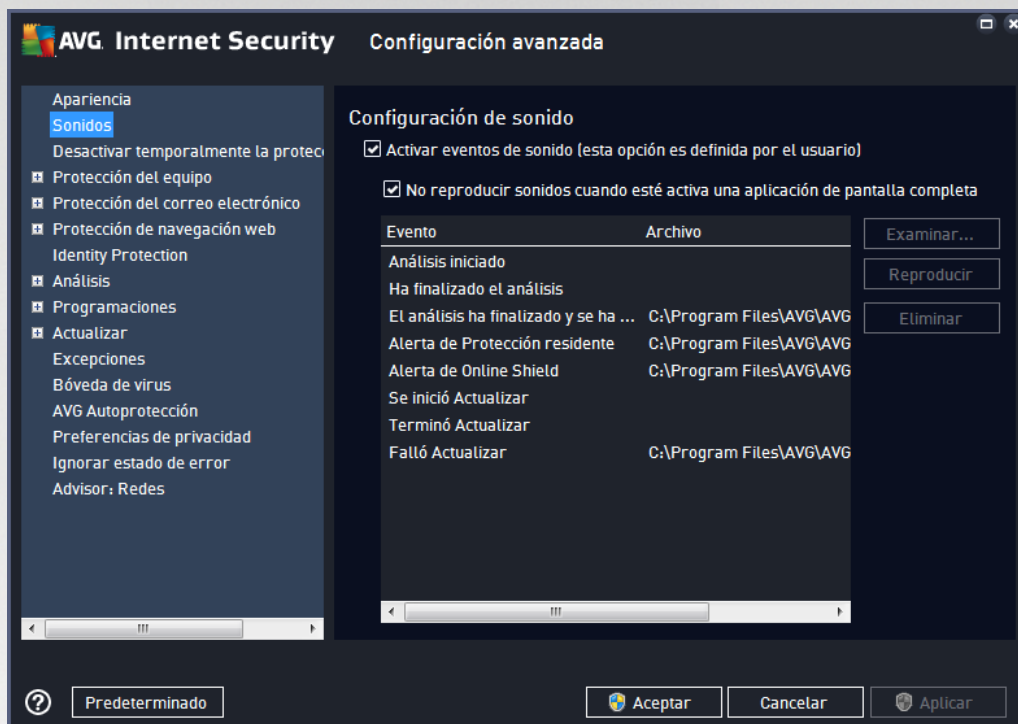 AVG. Internet Security Configuración avanzada
Apariencia
Sonidos
Desactivar temporalmente la protec
Protección del equipo
Protección del correo electrónico
Protección de navegación web
Identity Protection
Análisis
Programaciones
Actualizar
Excepciones
Bóveda de virus
AVG Autoprotección
Preferencias de privacidad
Ignorar estado de error
Advisor: Redes
Configuración de sonido
Activar eventos de sonido (esta opción es definida por el usuario)
No reproducir sonidos cuando esté activa una aplicación de pantalla completa
Evento Archivo
Análisis iniciado
Ha finalizado el análisis
El análisis ha finalizado y se ha ... C:\Program Files\AVG\AVG
Alerta de Protección residente C:\Program Files\AVG\AVG
Alerta de Online Shield C:\Program Files\AVG\AVG
Se inició Actualizar
Terminó Actualizar
Falló Actualizar C:\Program Files\AVG\AVG
Examinar...
Reproducir
Eliminar
? Predeterminado Aceptar Cancelar Aplicar